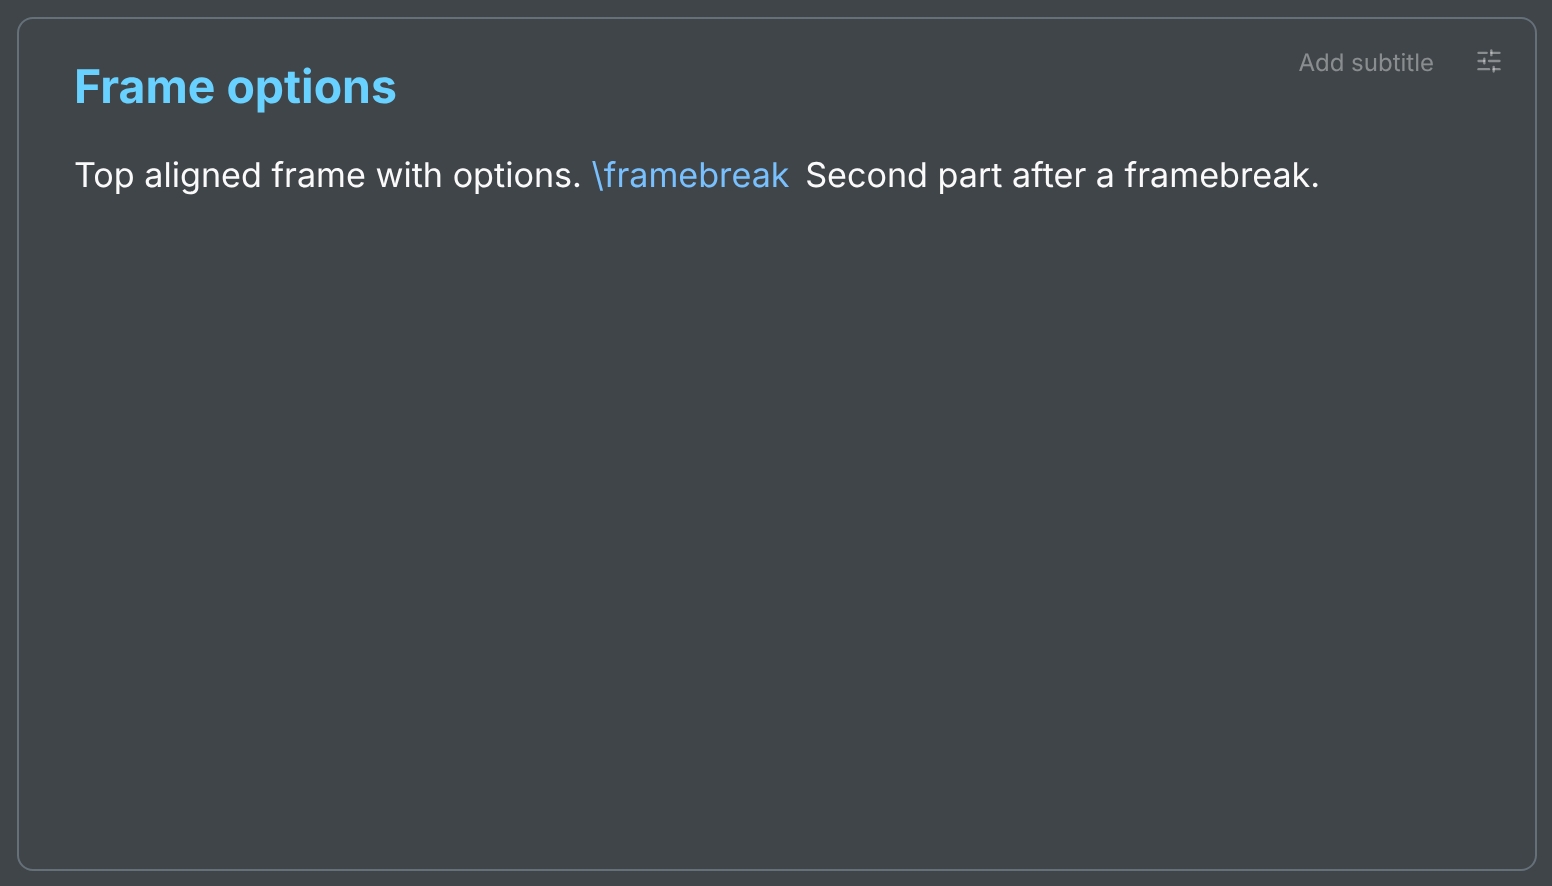 Add subtitle
Frame options
Top aligned frame with options. \framebreak Second part after a framebreak.